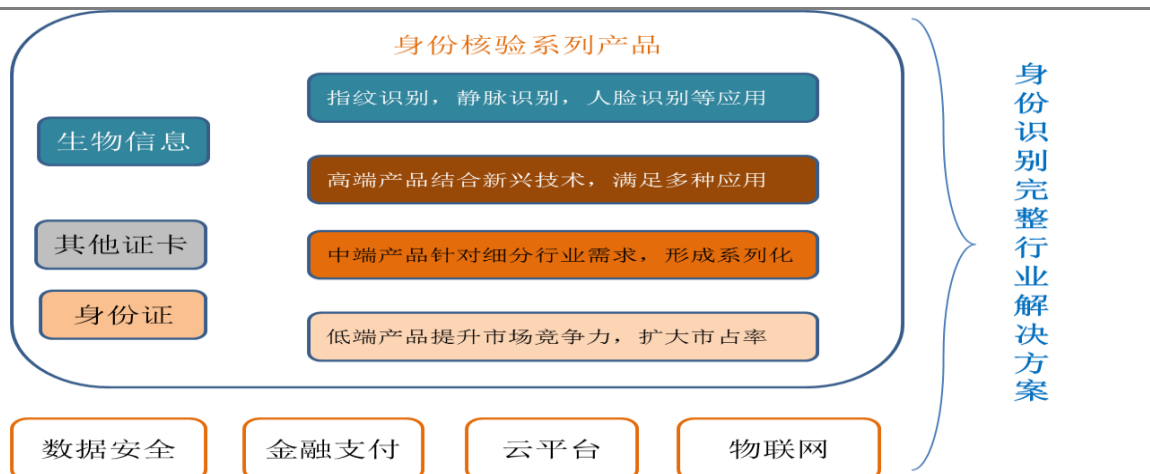 身份核验系列产品
指纹识别，静脉识别，人脸识别等应用
生物信息
高端产品结合新兴技术，满足多种应用
其他证卡
中端产品针对细分行业需求，形成系列化
身份证
低端产品提升市场竞争力，扩大市占率
数据安全
金融支付
云平台
物联网
身份识别完整行业解决方案